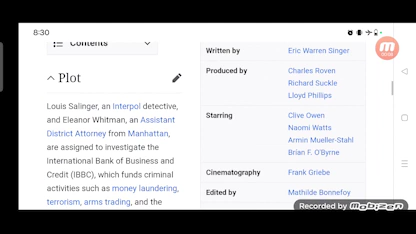 8:30
Contents
Plot
Louis Salinger, an Interpol detective,
and Eleanor Whitman, an Assistant
District Attorney from Manhattan,
are assigned to investigate the
International Bank of Business and
Credit (IBBC), which funds criminal
activities such as money laundering,
terrorism, arms trading, and the
Written by Eric Warren Singer
Produced by Charles Roven
Richard Suckle
Lloyd Phillips
Starring Clive Owen
Naomi Watts
Armin Mueller-Stahl
Brian F. O'Byrne
Cinematography Frank Griebe
Edited by Mathilde Bonnefoy
Recorded by Mobizen